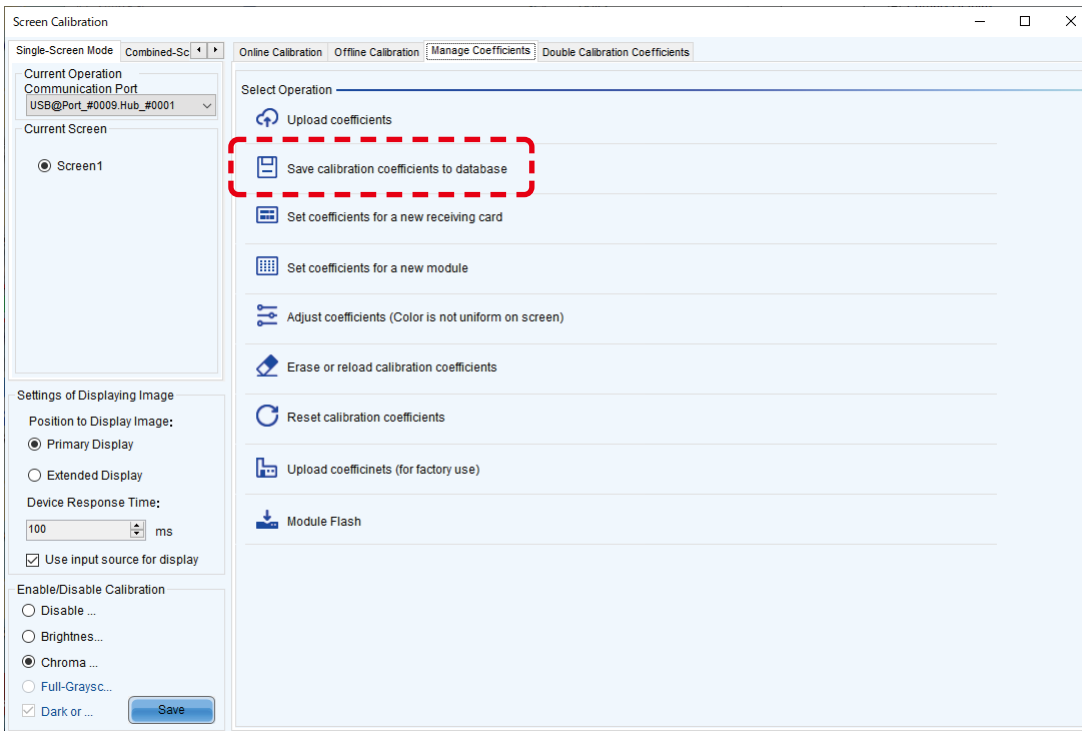 Screen Calibration
Single-Screen Mode Combined-Sc
Online Calibration Offline Calibration Manage Coefficients Double Calibration Coefficients
Current Operation
Communication Port
USB@Port_#0009.Hub_#0001
Current Screen
Screen1
Select Operation
Upload coefficients
Save calibration coefficients to database
Set coefficients for a new receiving card
Set coefficients for a new module
Adjust coefficients (Color is not uniform on screen)
Erase or reload calibration coefficients
Reset calibration coefficients
Upload coefficinets (for factory use)
Module Flash
Settings of Displaying Image
Position to Display Image:
Primary Display
Extended Display
Device Response Time:
100 ms
Use input source for display
Enable/Disable Calibration
Disable ...
Brightnes...
Chroma ...
Full-Graysc...
Dark or ...
Save